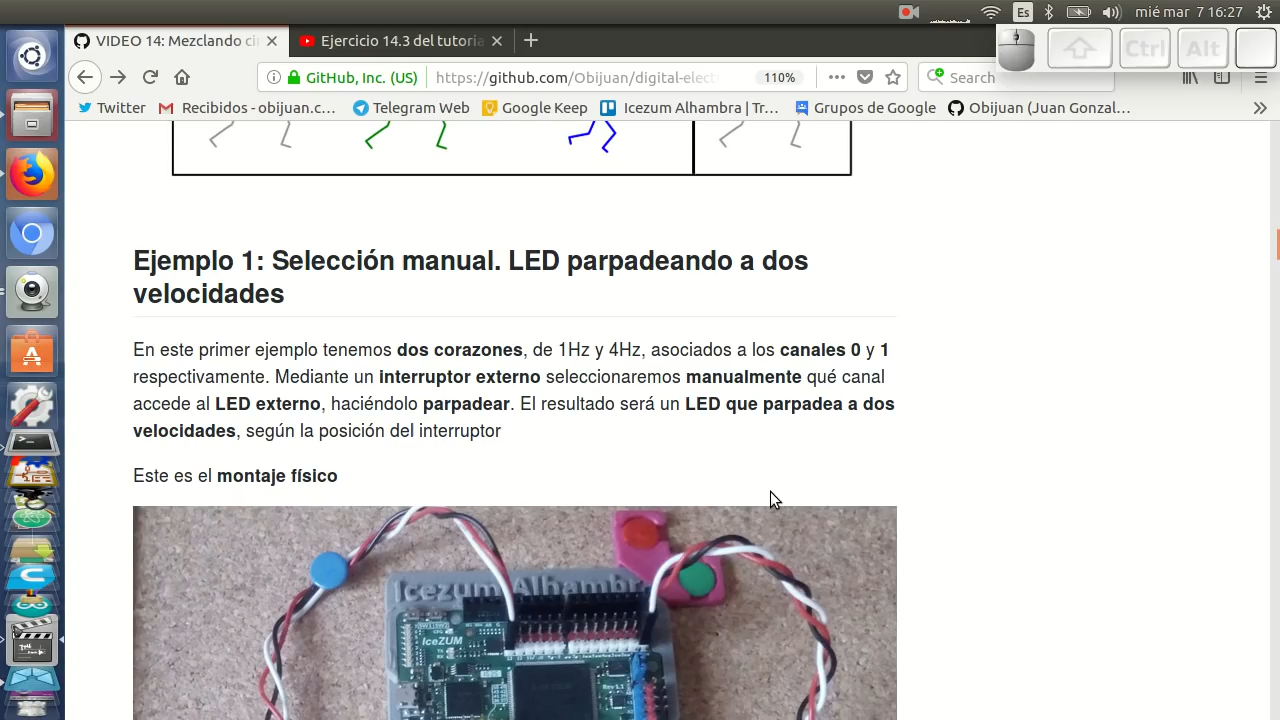 mié mar 7 16:27
Es
VIDEO 14: Mezclando ci
Ejercicio 14.3 del tutoria
Ctrl
Alt
GitHub, Inc. (US)
https://github.com/Obijuan/digital-elect
110%
Search
Twitter
Recibidos - obijuan.c…
Telegram Web
Google Keep
Icezum Alhambra | Tr…
Grupos de Google
Obijuan (Juan Gonzal…
Ejemplo 1: Selección manual. LED parpadeando a dos
velocidades
En este primer ejemplo tenemos dos corazones, de 1Hz y 4Hz, asociados a los canales 0 y 1
respectivamente. Mediante un interruptor externo seleccionaremos manualmente qué canal
accede al LED externo, haciéndolo parpadear. El resultado será un LED que parpadea a dos
velocidades, según la posición del interruptor
Este es el montaje físico
Icezum Alhambr
IceZUM
Rev 1.1